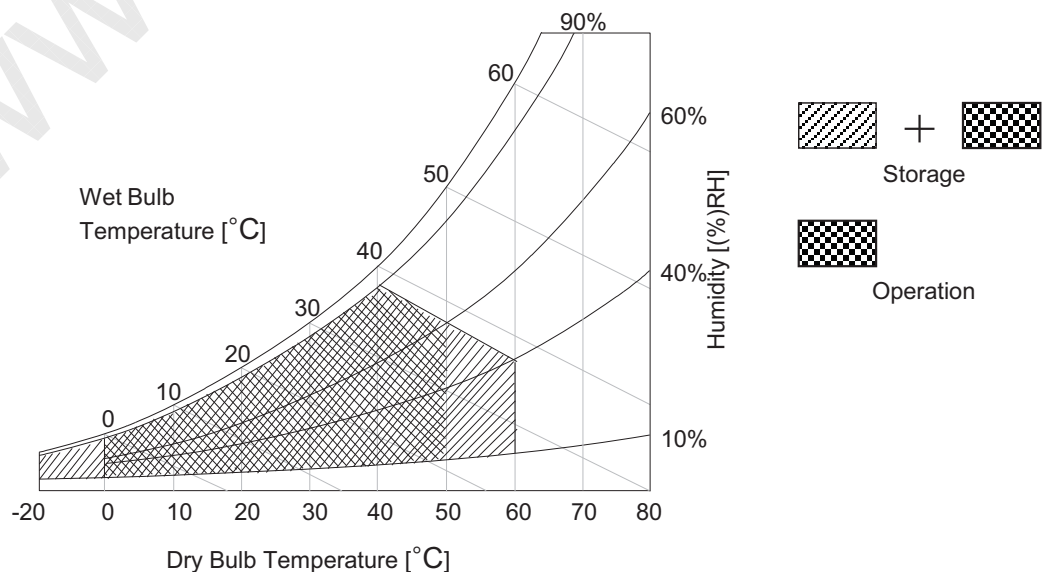 90%
60
60%
50
Wet Bulb
Temperature [°C]
40
40%
30
20
10
0
10%
Humidity [(%)RH]
-20 0 10 20 30 40 50 60 70 80
Dry Bulb Temperature [°C]
+
Storage
Operation